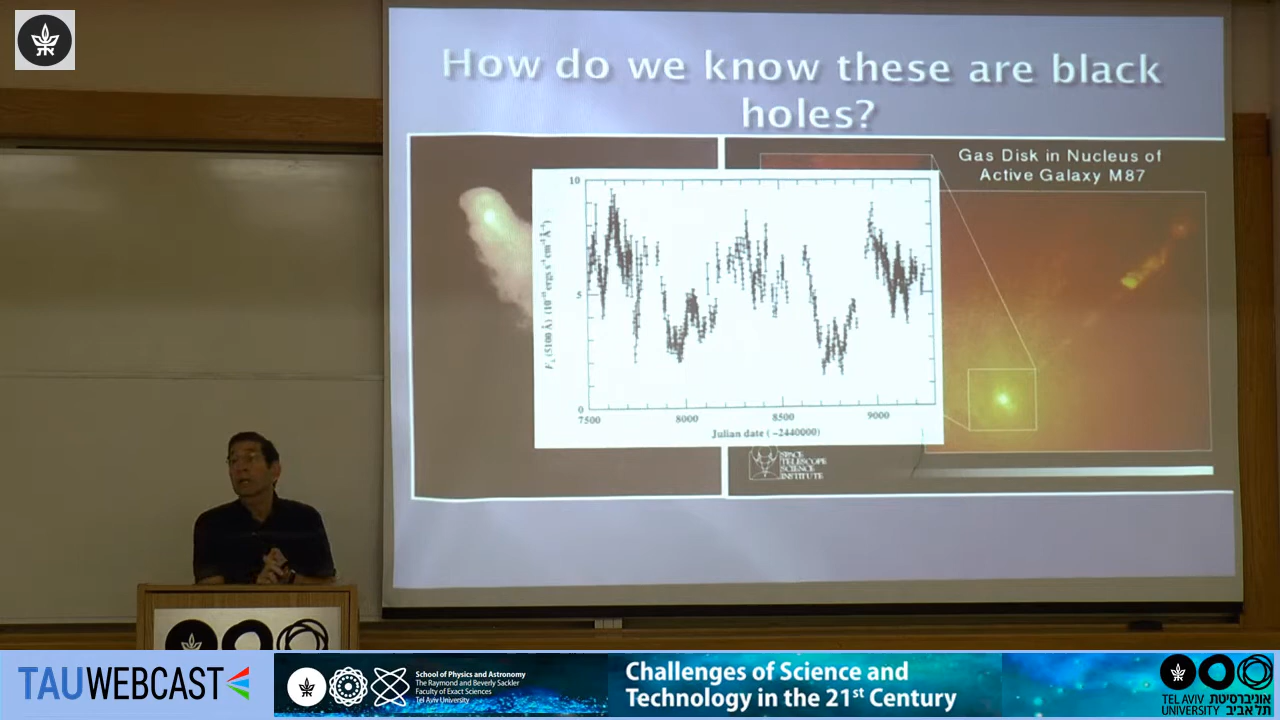 How do we know these are black
holes?
Gas Disk in Nucleus of
Active Galaxy M87
10
5
0
7500
8000
8500
9000
Julian date (−2440000)
SPACE
TELESCOPE
SCIENCE
INSTITUTE
TAUWEBCAST
School of Physics and Astronomy
The Raymond and Beverly Sackler
Faculty of Exact Sciences
Tel Aviv University
Challenges of Science and
Technology in the 21st Century
TEL AVIV אוניברסיטת
UNIVERSITY תל אביב